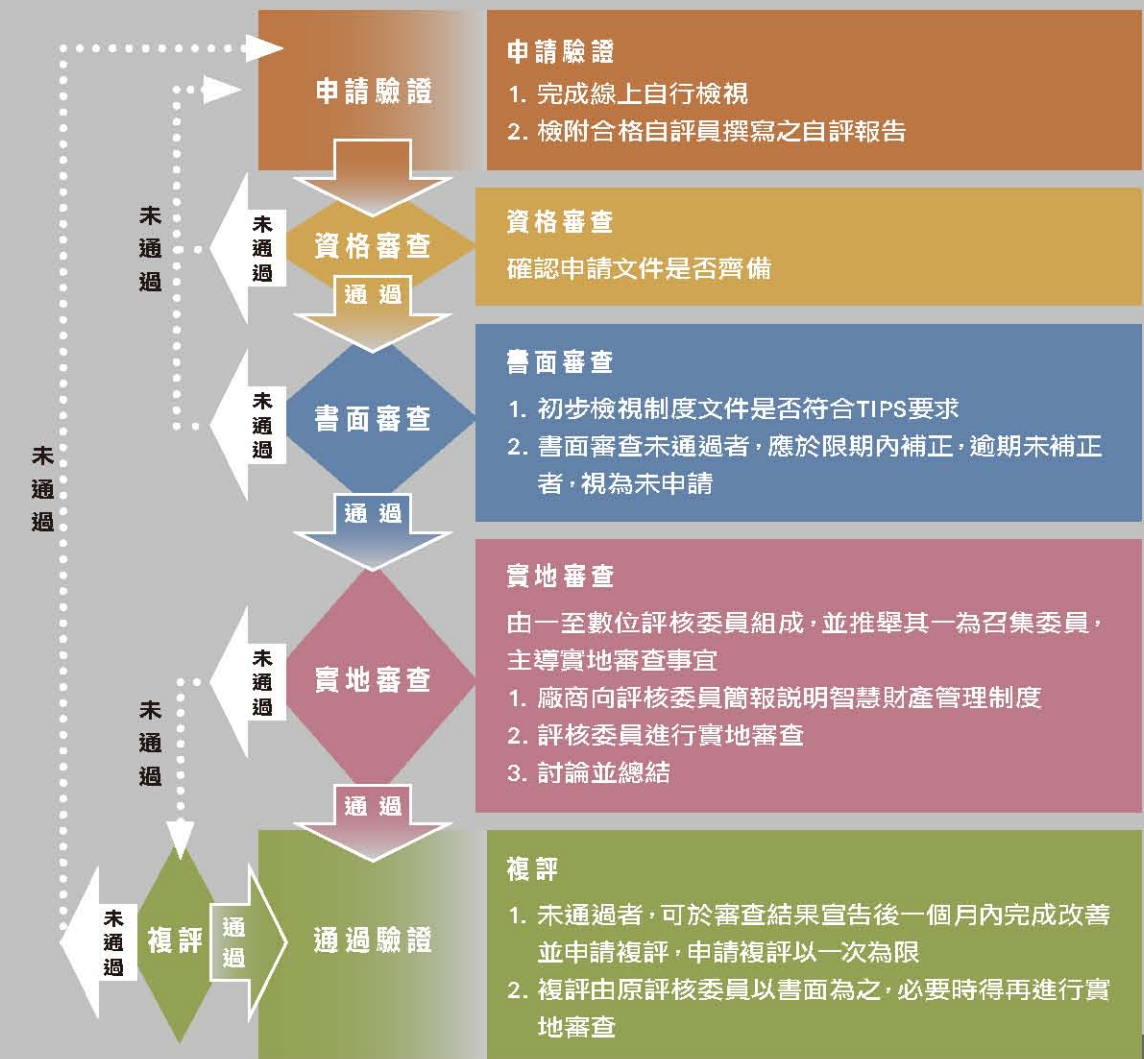 申請驗證
申請驗證
1. 完成線上自行檢視
2. 檢附合格自評員撰寫之自評報告
未通過
未通過
資格審查
通過
資格審查
確認申請文件是否齊備
未通過
書面審查
通過
書面審查
1. 初步檢視制度文件是否符合TIPS要求
2. 書面審查未通過者，應於限期內補正，逾期未補正
者，視為未申請
未通過
未通過
未通過
實地審查
通過
實地審查
由一至數位評核委員組成，並推舉其一為召集委員，
主導實地審查事宜
1. 廠商向評核委員簡報説明智慧財產管理制度
2. 評核委員進行實地審查
3. 討論並總結
未通過
複評
通過
通過驗證
複評
1. 未通過者，可於審查結果宣告後一個月內完成改善
並申請複評，申請複評以一次為限
2. 複評由原評核委員以書面為之，必要時得再進行實
地審查